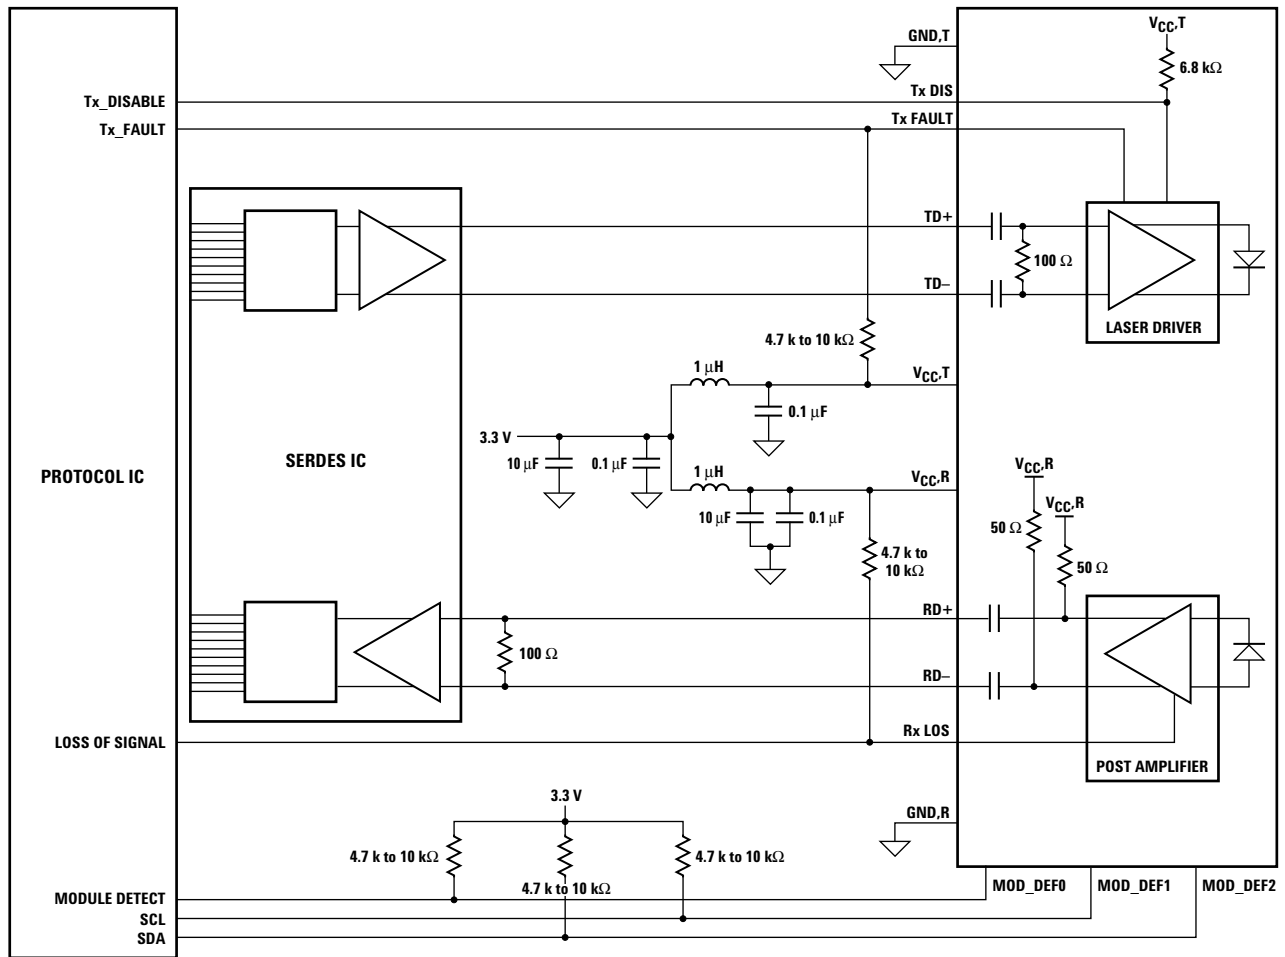 GND,T
VCC,T
6.8 kΩ
Tx_DISABLE
Tx DIS
Tx_FAULT
Tx FAULT
TD+
100 Ω
TD–
LASER DRIVER
4.7 k to 10 kΩ
1 µH
VCC,T
0.1 µF
3.3 V
SERDES IC
PROTOCOL IC
10 µF
0.1 µF
1 µH
VCC,R
VCC,R
VCC,R
10 µF
0.1 µF
50 Ω
4.7 k to
10 kΩ
50 Ω
RD+
100 Ω
RD–
LOSS OF SIGNAL
Rx LOS
POST AMPLIFIER
3.3 V
GND,R
4.7 k to 10 kΩ
4.7 k to 10 kΩ
4.7 k to 10 kΩ
MODULE DETECT
MOD_DEF0
MOD_DEF1
MOD_DEF2
SCL
SDA